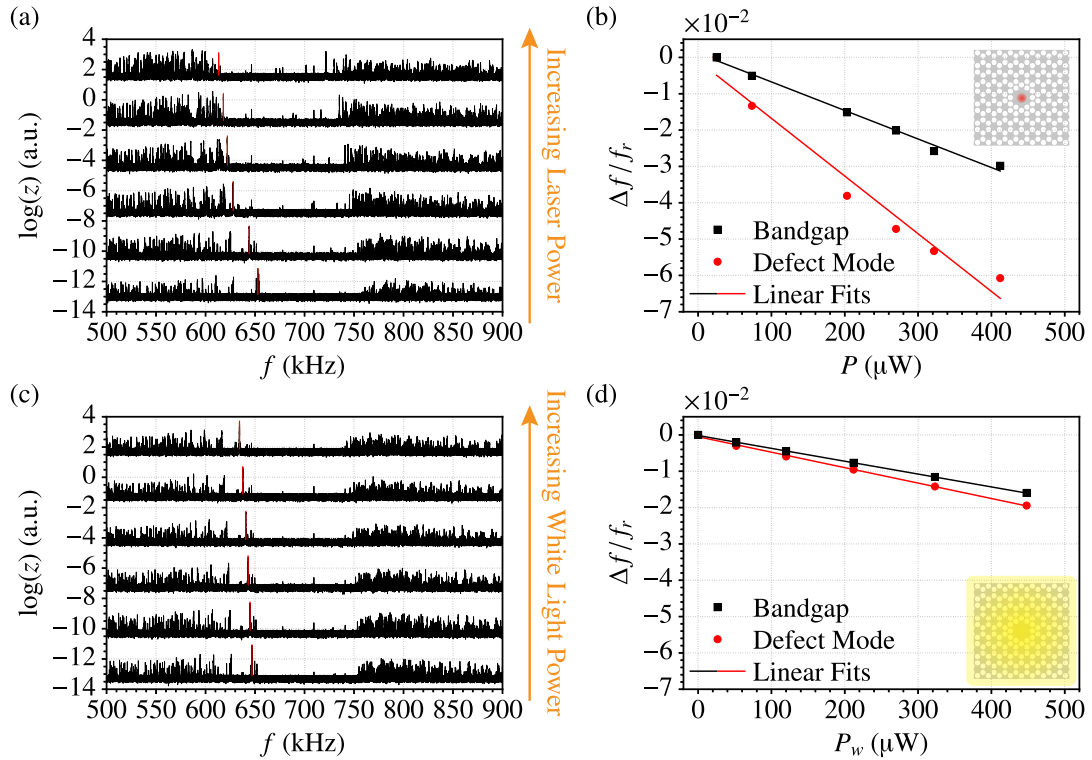 (a)
4
2
0
−2
−4
−6
−8
−10
−12
−14
log(z) (a.u.)
500 550 600 650 700 750 800 850 900
f (kHz)
Increasing Laser Power
(b)
×10−2
0
−1
−2
−3
−4
−5
−6
−7
Δf/fr
Bandgap
Defect Mode
Linear Fits
0 100 200 300 400 500
P (μW)
(c)
4
2
0
−2
−4
−6
−8
−10
−12
−14
log(z) (a.u.)
500 550 600 650 700 750 800 850 900
f (kHz)
Increasing White Light Power
(d)
×10−2
0
−1
−2
−3
−4
−5
−6
−7
Δf/fr
Bandgap
Defect Mode
Linear Fits
0 100 200 300 400 500
Pw (μW)